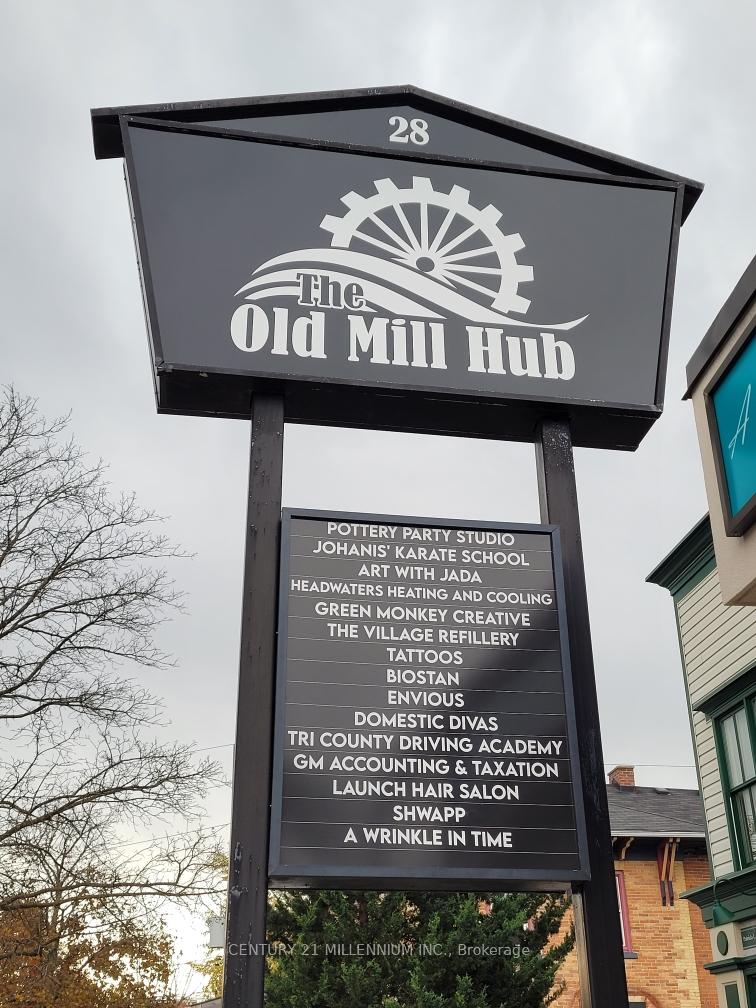 28
The
Old Mill Hub
POTTERY PARTY STUDIO
JOHANIS' KARATE SCHOOL
ART WITH JADA
HEADWATERS HEATING AND COOLING
GREEN MONKEY CREATIVE
THE VILLAGE REFILLERY
TATTOOS
BIOSTAN
ENVIOUS
DOMESTIC DIVAS
TRI COUNTY DRIVING ACADEMY
GM ACCOUNTING & TAXATION
LAUNCH HAIR SALON
SHWAPP
A WRINKLE IN TIME
A
CENTURY 21 MILLENNIUM INC., Brokerage